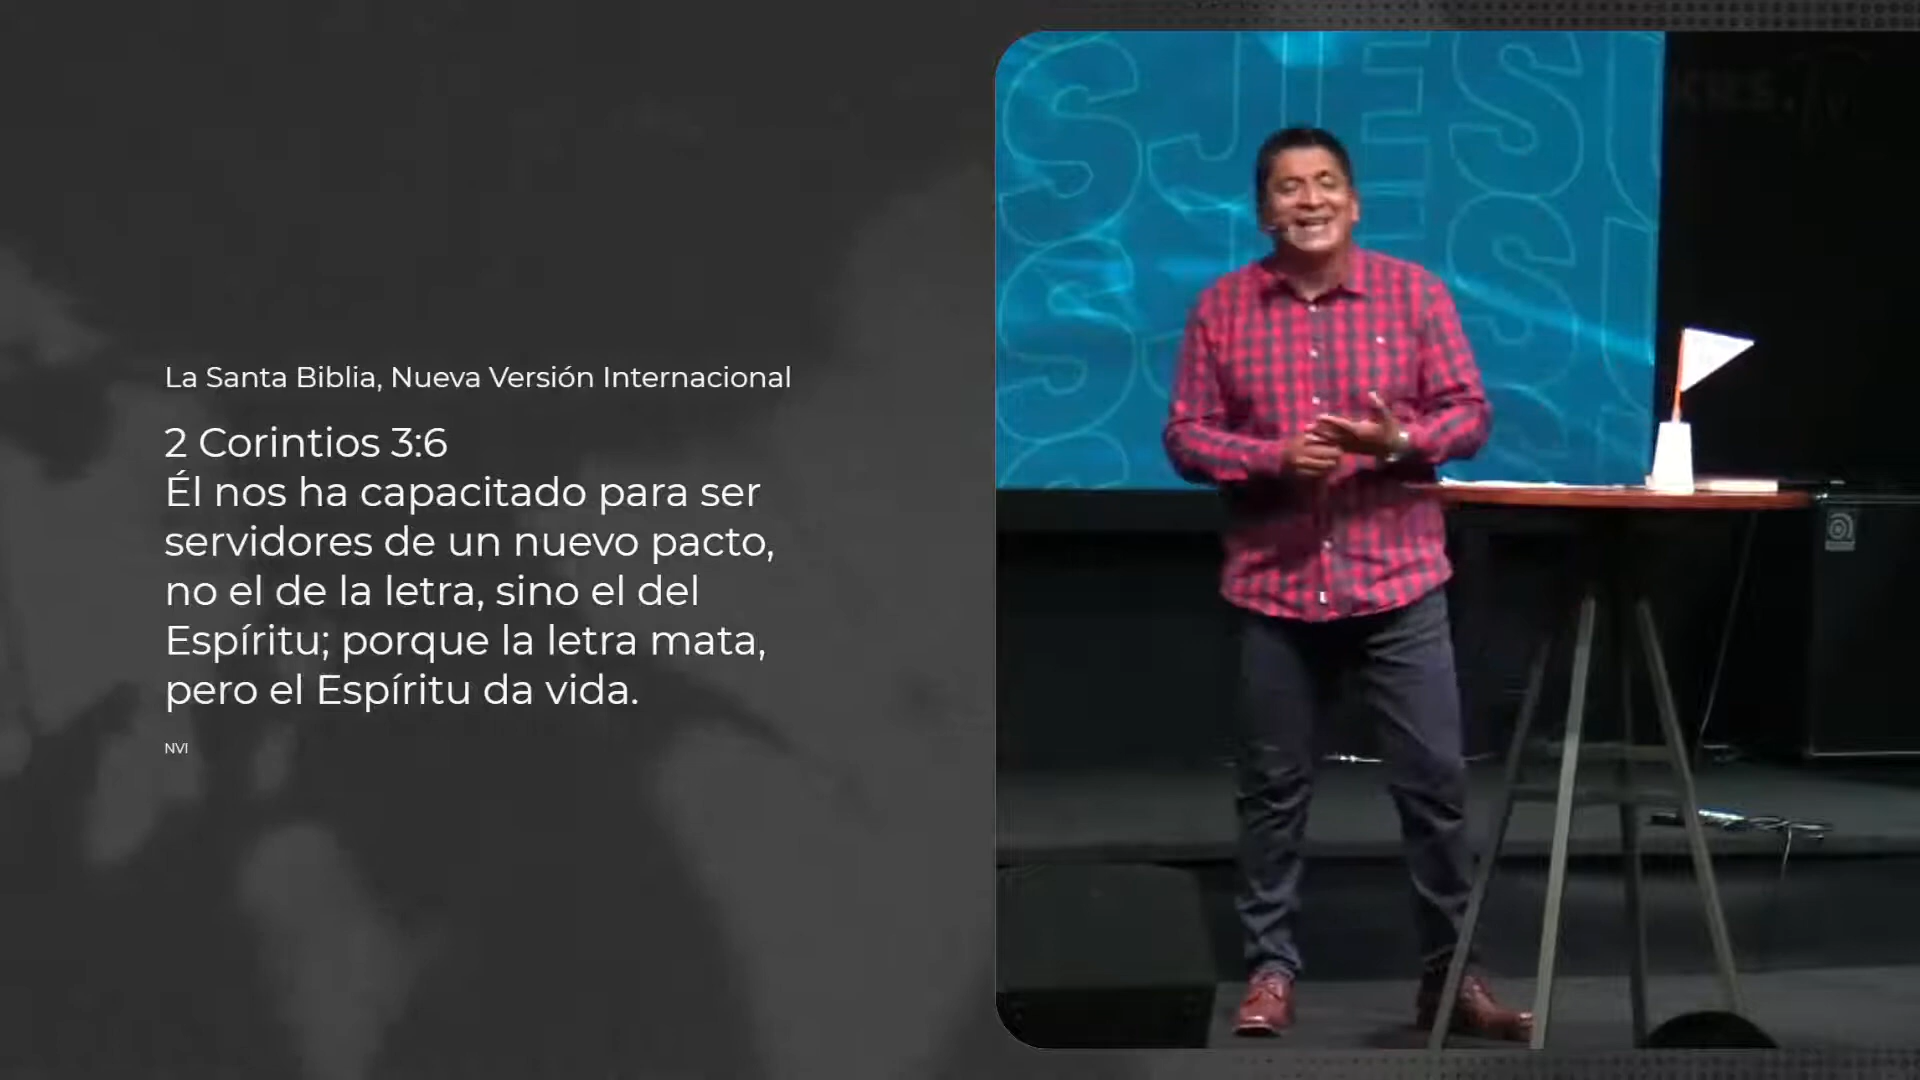 La Santa Biblia, Nueva Versión Internacional
2 Corintios 3:6
Él nos ha capacitado para ser
servidores de un nuevo pacto,
no el de la letra, sino el del
Espíritu; porque la letra mata,
pero el Espíritu da vida.
NVI
S JESU